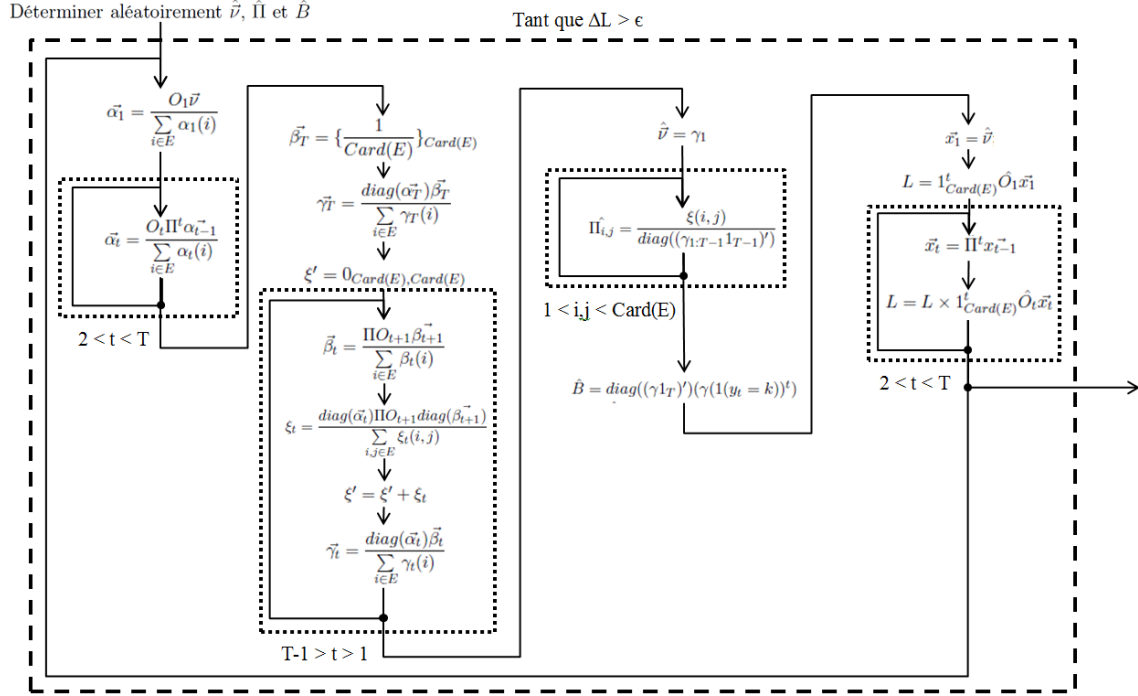 Déterminer aléatoirement $\hat{\vec{\nu}}$, $\hat{\Pi}$ et $\hat{B}$
Tant que ΔL > ϵ
$\vec{\alpha_1} = \frac{O_1\vec{\nu}}{\sum_{i \in E} \alpha_1(i)}$
$\vec{\alpha_t} = \frac{O_t\Pi^t\vec{\alpha_{t-1}}}{\sum_{i \in E} \alpha_t(i)}$
2 < t < T
$\vec{\beta_T} = \{\frac{1}{Card(E)}\}_{Card(E)}$
$\vec{\gamma_T} = \frac{diag(\vec{\alpha_T})\vec{\beta_T}}{\sum_{i \in E} \gamma_T(i)}$
$\xi' = 0_{Card(E),Card(E)}$
$\vec{\beta_t} = \frac{\Pi O_{t+1}\vec{\beta_{t+1}}}{\sum_{i \in E} \beta_t(i)}$
$\xi_t = \frac{diag(\vec{\alpha_t})\Pi O_{t+1}diag(\vec{\beta_{t+1}})}{\sum_{i,j \in E} \xi_t(i,j)}$
$\xi' = \xi' + \xi_t$
$\vec{\gamma_t} = \frac{diag(\vec{\alpha_t})\vec{\beta_t}}{\sum_{i \in E} \gamma_t(i)}$
T-1 > t > 1
$\hat{\vec{\nu}} = \gamma_1$
$\hat{\Pi_{i,j}} = \frac{\xi(i,j)}{diag((\gamma_{1:T-1}1_{T-1})')}$
1 < i,j < Card(E)
$\hat{B} = diag((\gamma 1_T)')(\gamma(1(y_t = k))^t)$
$\vec{x_1} = \hat{\vec{\nu}}$
$L = 1^t_{Card(E)}\hat{O_1}\vec{x_1}$
$\vec{x_t} = \hat{\Pi}^t\vec{x_{t-1}}$
$L = L \times 1^t_{Card(E)}\hat{O_t}\vec{x_t}$
2 < t < T